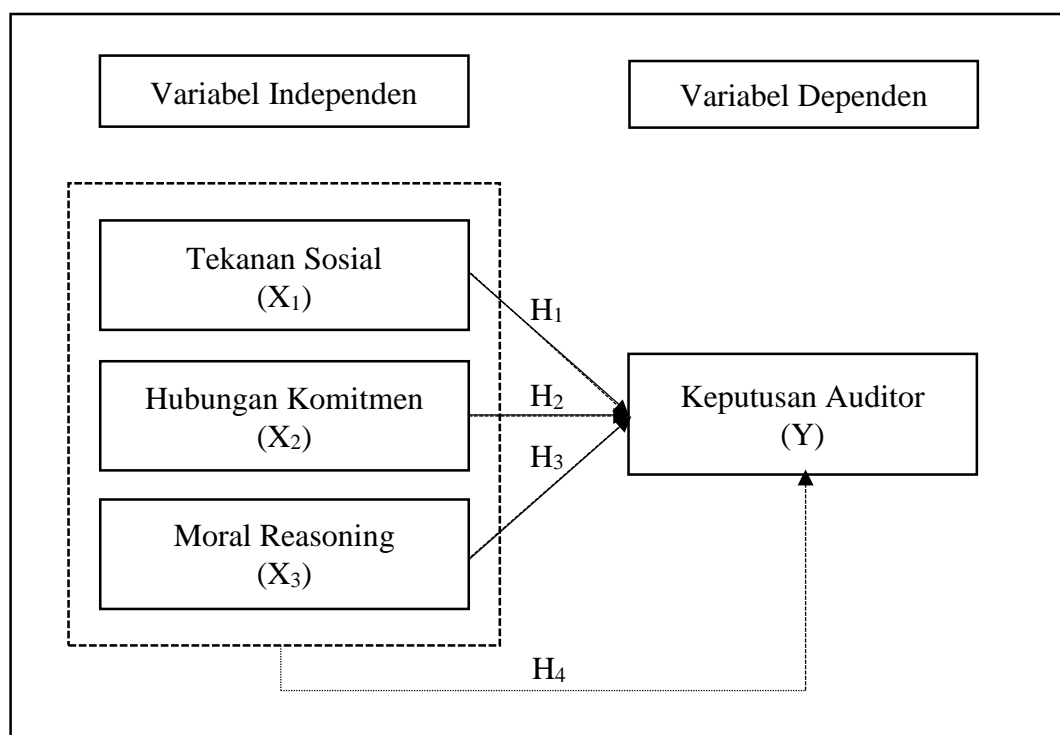 Variabel Independen
Variabel Dependen
Tekanan Sosial
(X₁)
H₁
Hubungan Komitmen
(X₂)
H₂
Keputusan Auditor
(Y)
H₃
Moral Reasoning
(X₃)
H₄